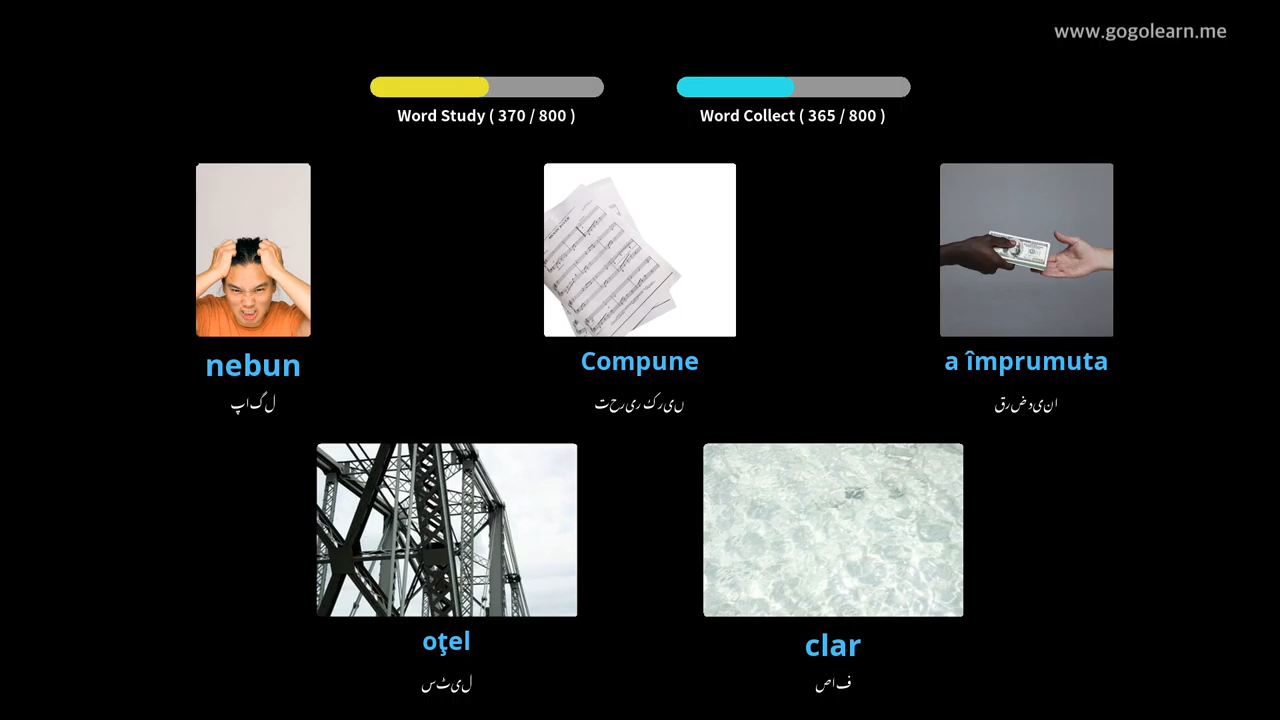 www.gogolearn.me
Word Study ( 370 / 800 )
Word Collect ( 365 / 800 )
nebun
پاگل
Compune
تحریر کریں
a împrumuta
قرض دینا
oţel
سٹیل
clar
صاف